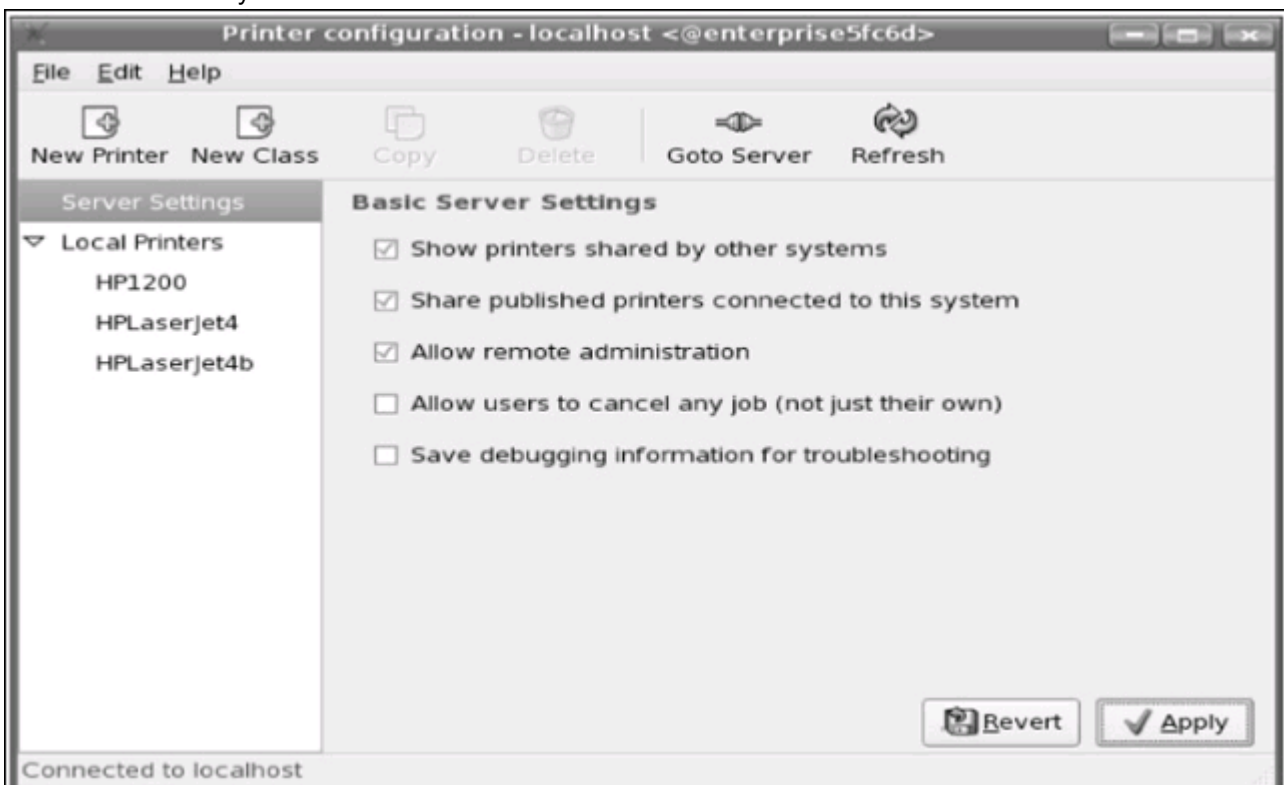 Printer configuration - localhost <@enterprise5fc6d>
File Edit Help
New Printer New Class Copy Delete Goto Server Refresh
Server Settings
Local Printers
HP1200
HPLaserJet4
HPLaserJet4b
Basic Server Settings
Show printers shared by other systems
Share published printers connected to this system
Allow remote administration
Allow users to cancel any job (not just their own)
Save debugging information for troubleshooting
Revert Apply
Connected to localhost